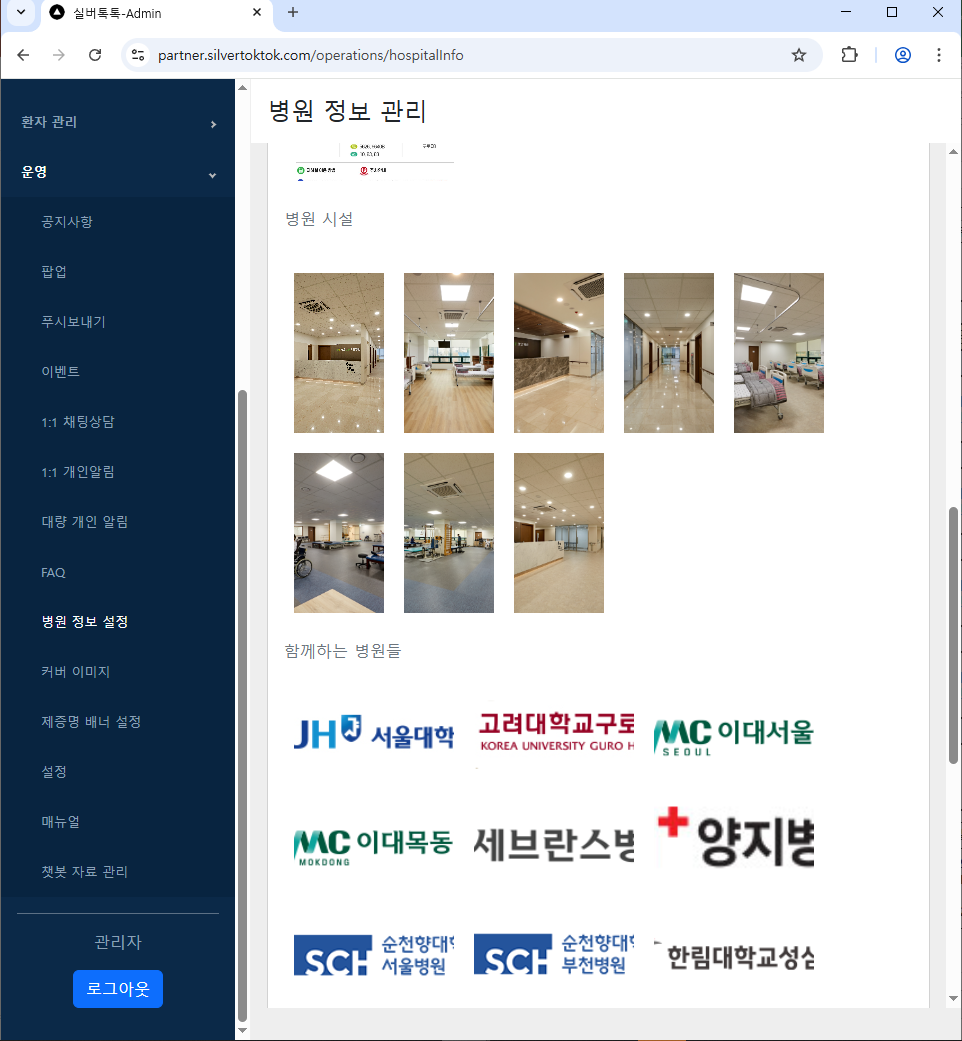 실버톡톡-Admin
partner.silvertoktok.com/operations/hospitalInfo
환자 관리
운영
공지사항
팝업
푸시보내기
이벤트
1:1 채팅상담
1:1 개인알림
대량 개인 알림
FAQ
병원 정보 설정
커버 이미지
제증명 배너 설정
설정
매뉴얼
챗봇 자료 관리
관리자
로그아웃
병원 정보 관리
병원 시설
함께하는 병원들
서울대학
고려대학교구로
KOREA UNIVERSITY GURO H
MC 이대서울
SEOUL
MC 이대목동
MOKDONG
세브란스병
양지병
SCH 순천향대학
서울병원
SCH 순천향대학
부천병원
한림대학교성심